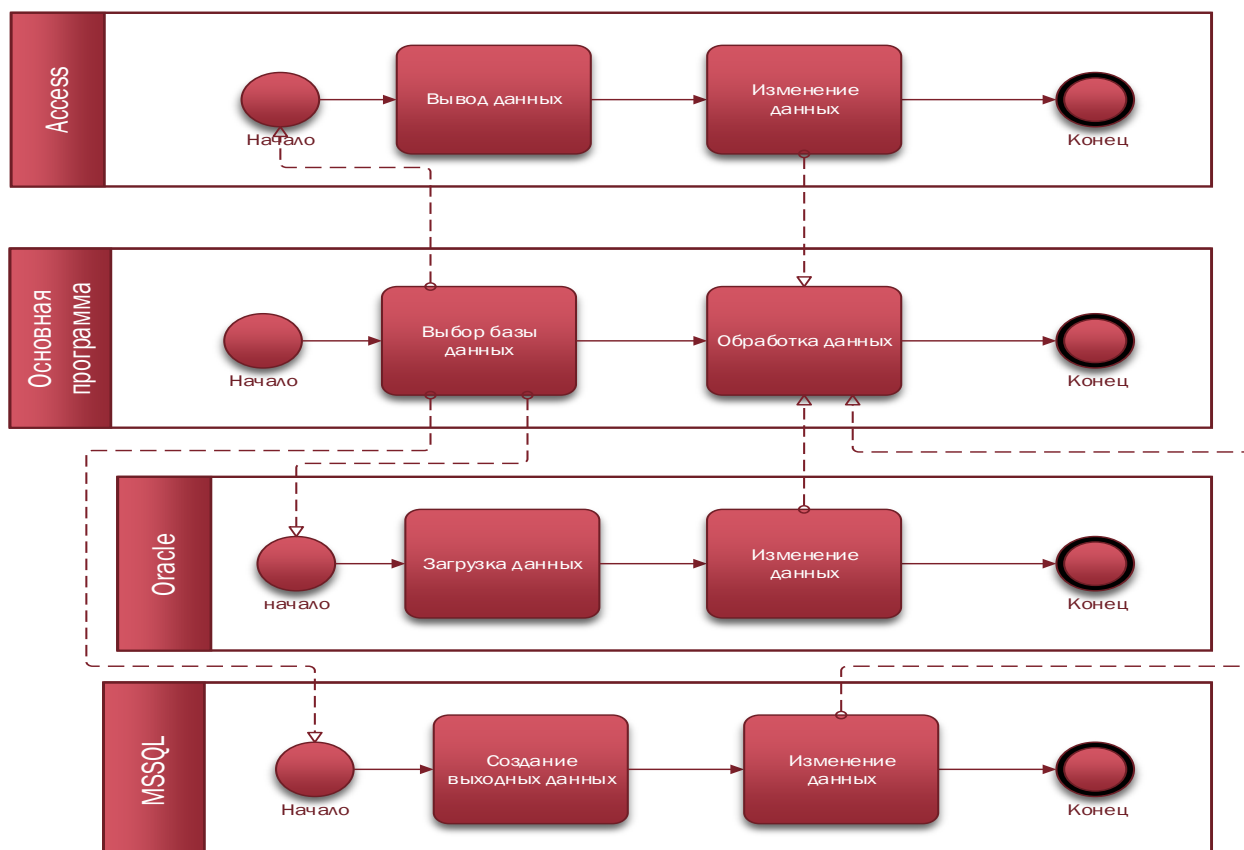 Access
Начало
Вывод данных
Изменение
данных
Конец
Основная
программа
Начало
Выбор базы
данных
Обработка данных
Конец
Oracle
начало
Загрузка данных
Изменение
данных
Конец
MSSQL
Начало
Создание
выходных данных
Изменение
данных
Конец